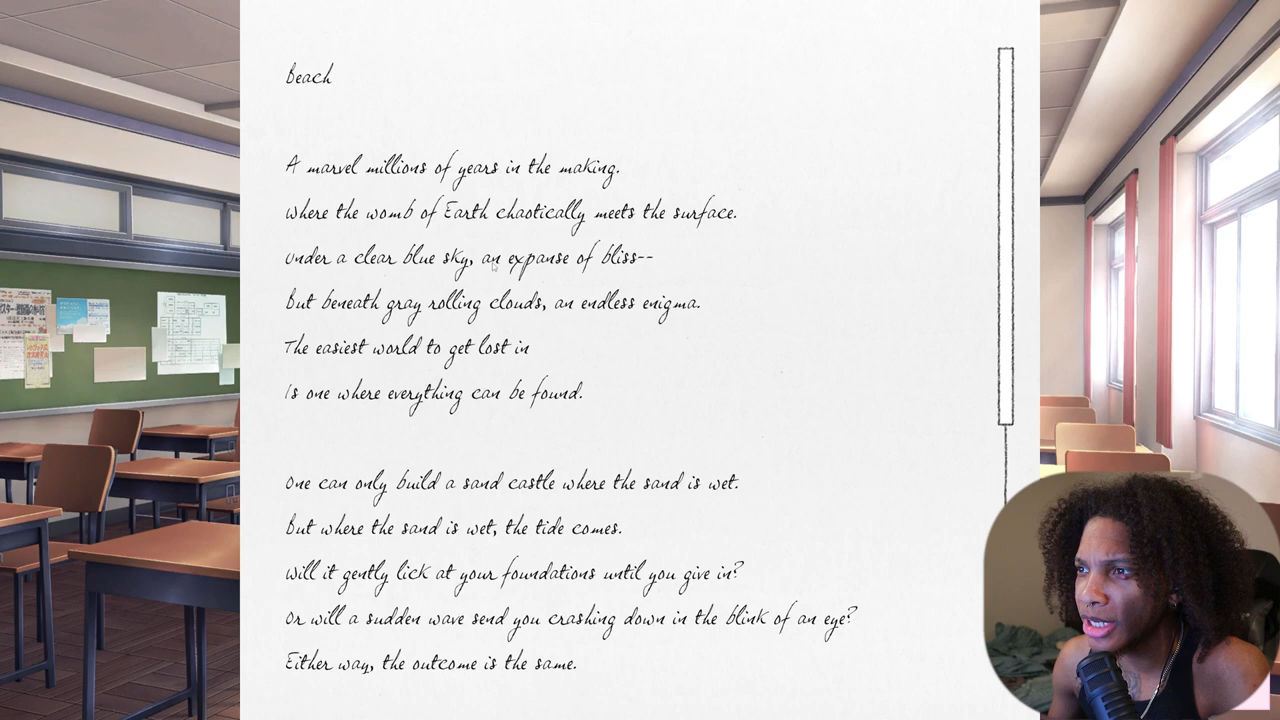 Beach
A marvel millions of years in the making.
Where the womb of Earth chaotically meets the surface.
Under a clear blue sky, an expanse of bliss--
But beneath gray rolling clouds, an endless enigma.
The easiest world to get lost in
Is one where everything can be found.
One can only build a sand castle where the sand is wet.
But where the sand is wet, the tide comes.
Will it gently lick at your foundations until you give in?
Or will a sudden wave send you crashing down in the blink of an eye?
Either way, the outcome is the same.